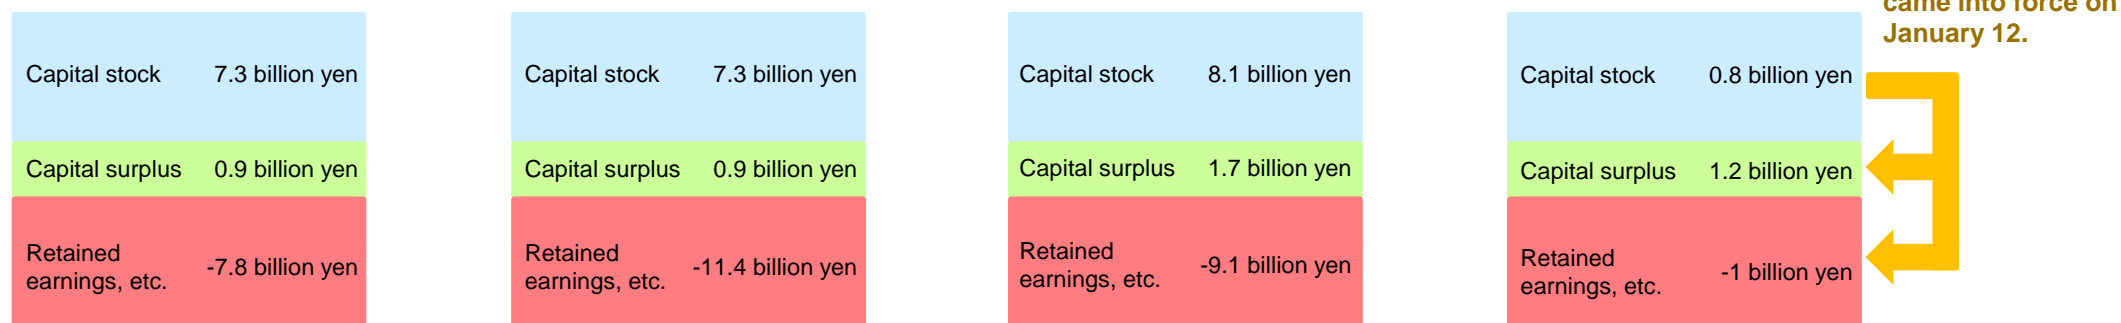 came into force on
January 12.
Capital stock 7.3 billion yen
Capital surplus 0.9 billion yen
Retained
earnings, etc. -7.8 billion yen
Capital stock 7.3 billion yen
Capital surplus 0.9 billion yen
Retained
earnings, etc. -11.4 billion yen
Capital stock 8.1 billion yen
Capital surplus 1.7 billion yen
Retained
earnings, etc. -9.1 billion yen
Capital stock 0.8 billion yen
Capital surplus 1.2 billion yen
Retained
earnings, etc. -1 billion yen